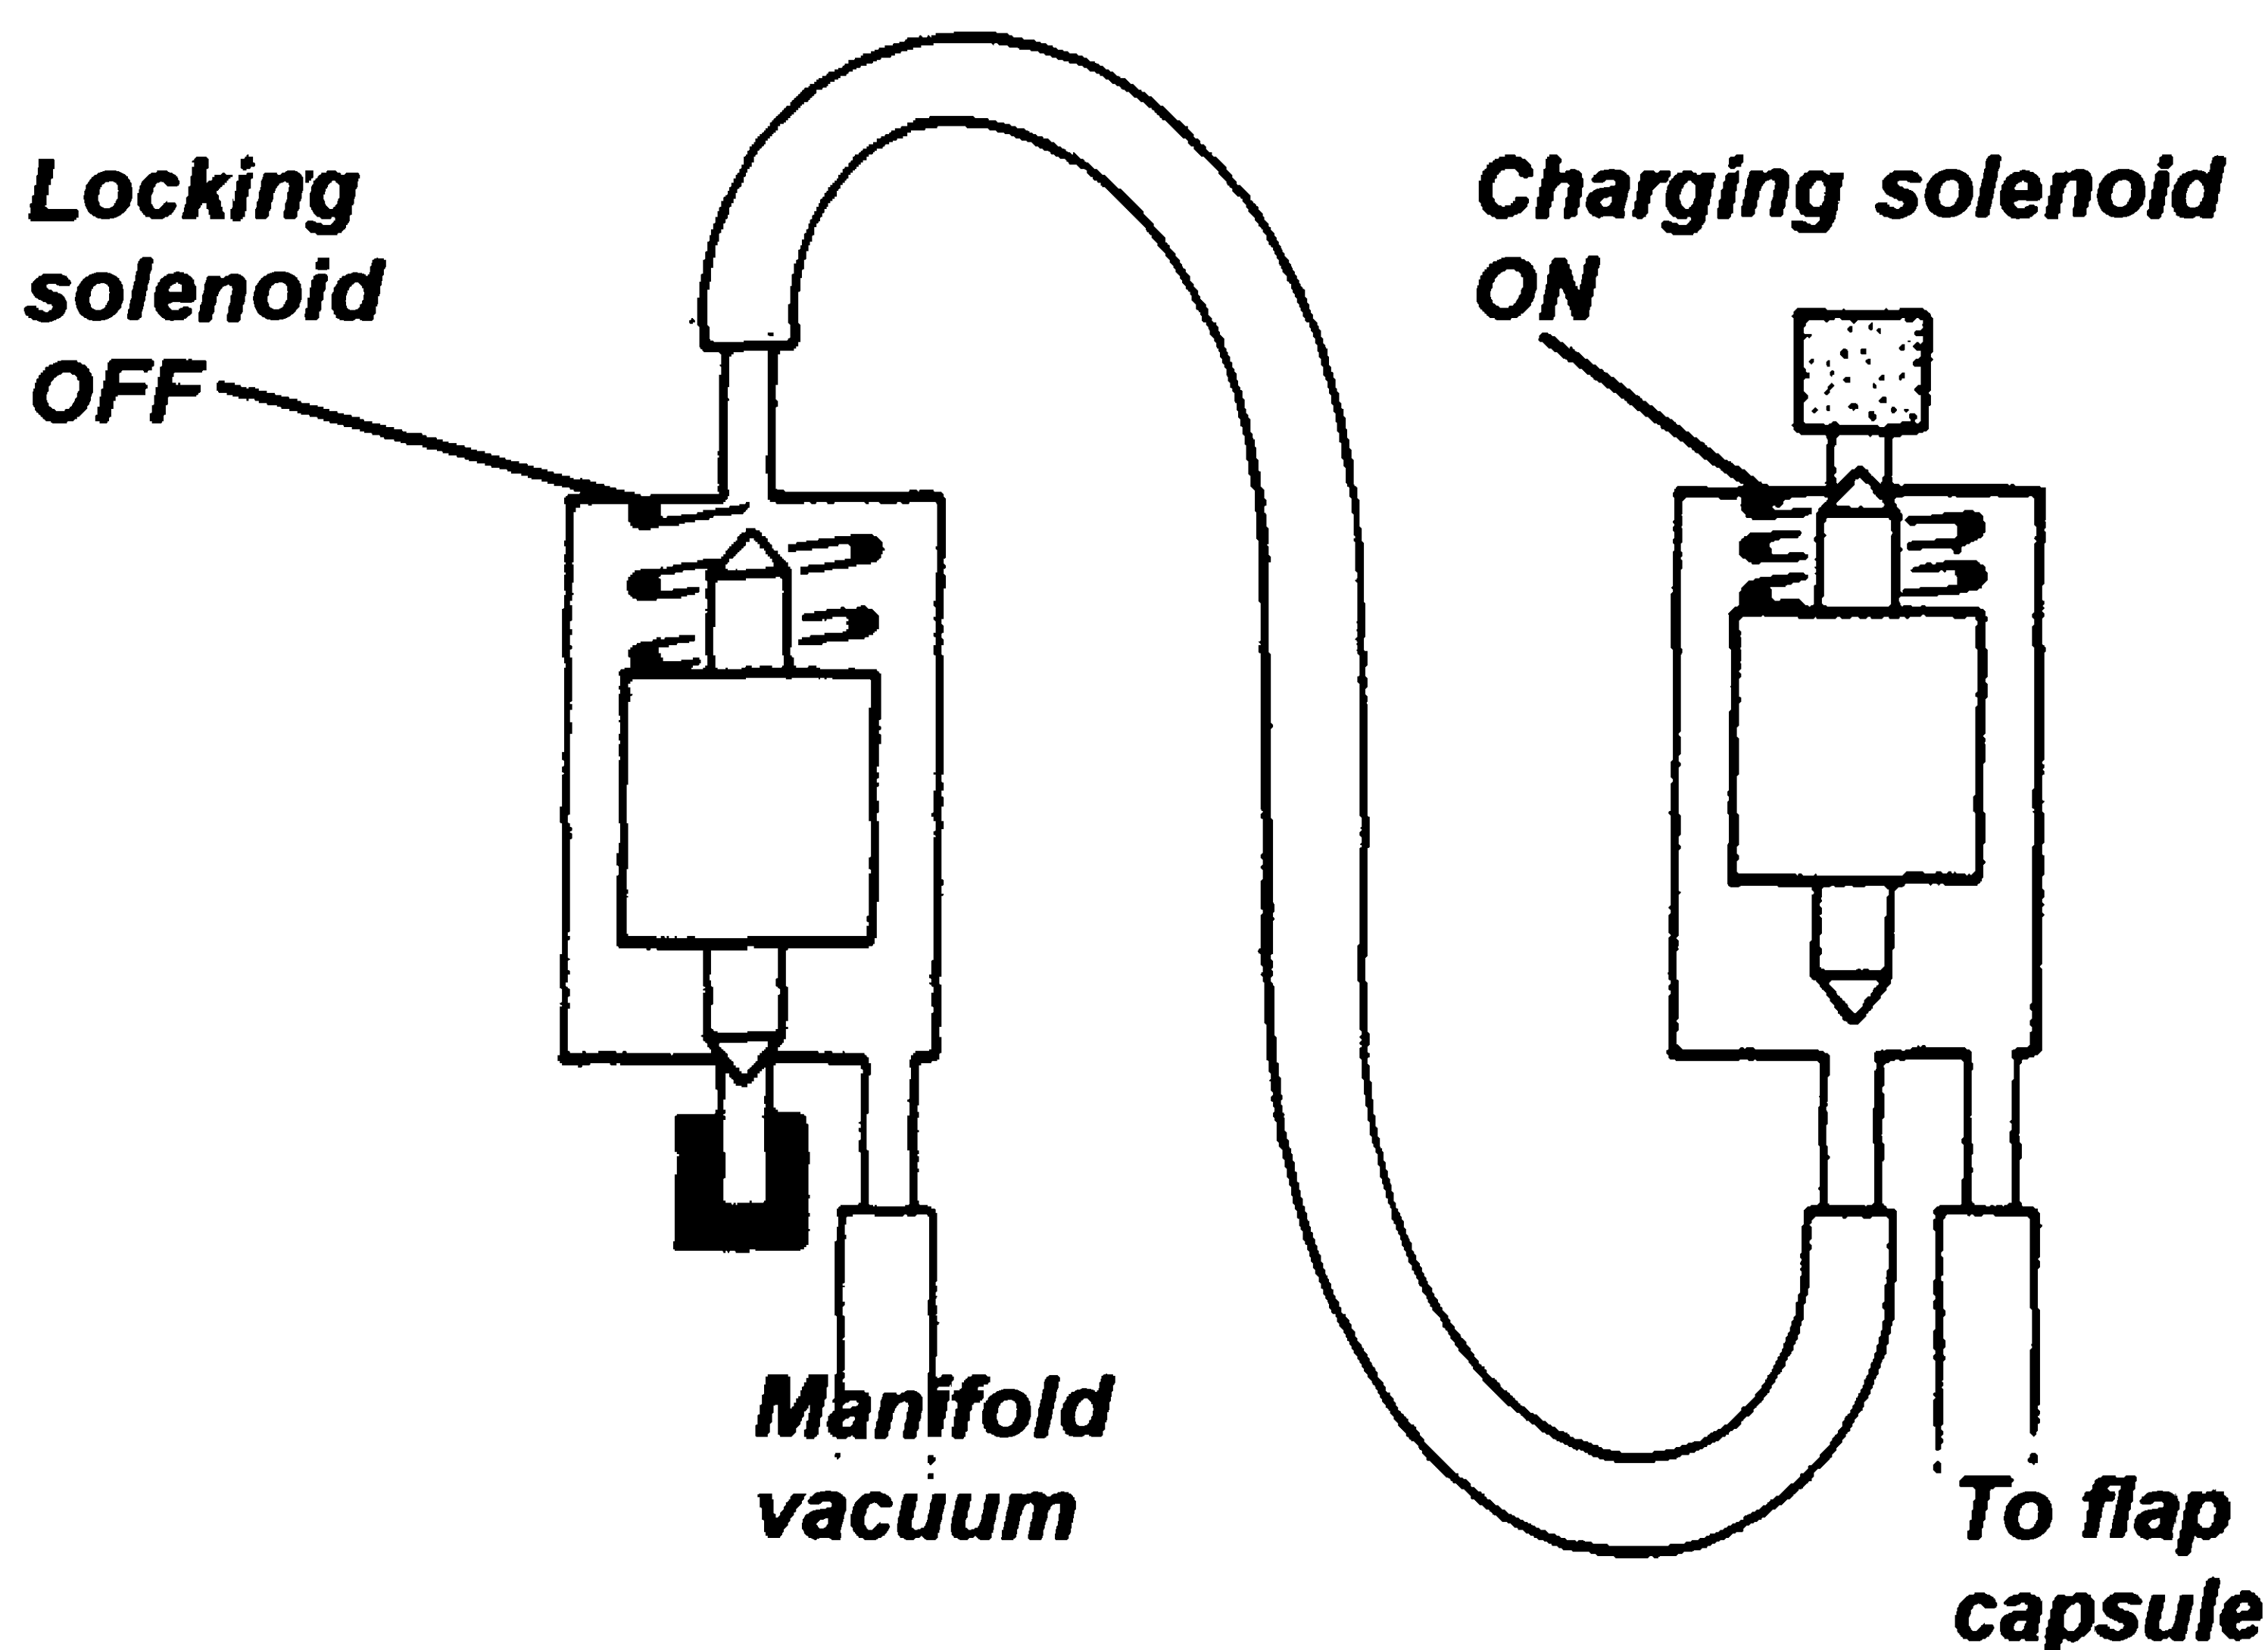 Locking
solenoid
OFF
Charging solenoid
ON
Manifold
vacuum
To flap
capsule